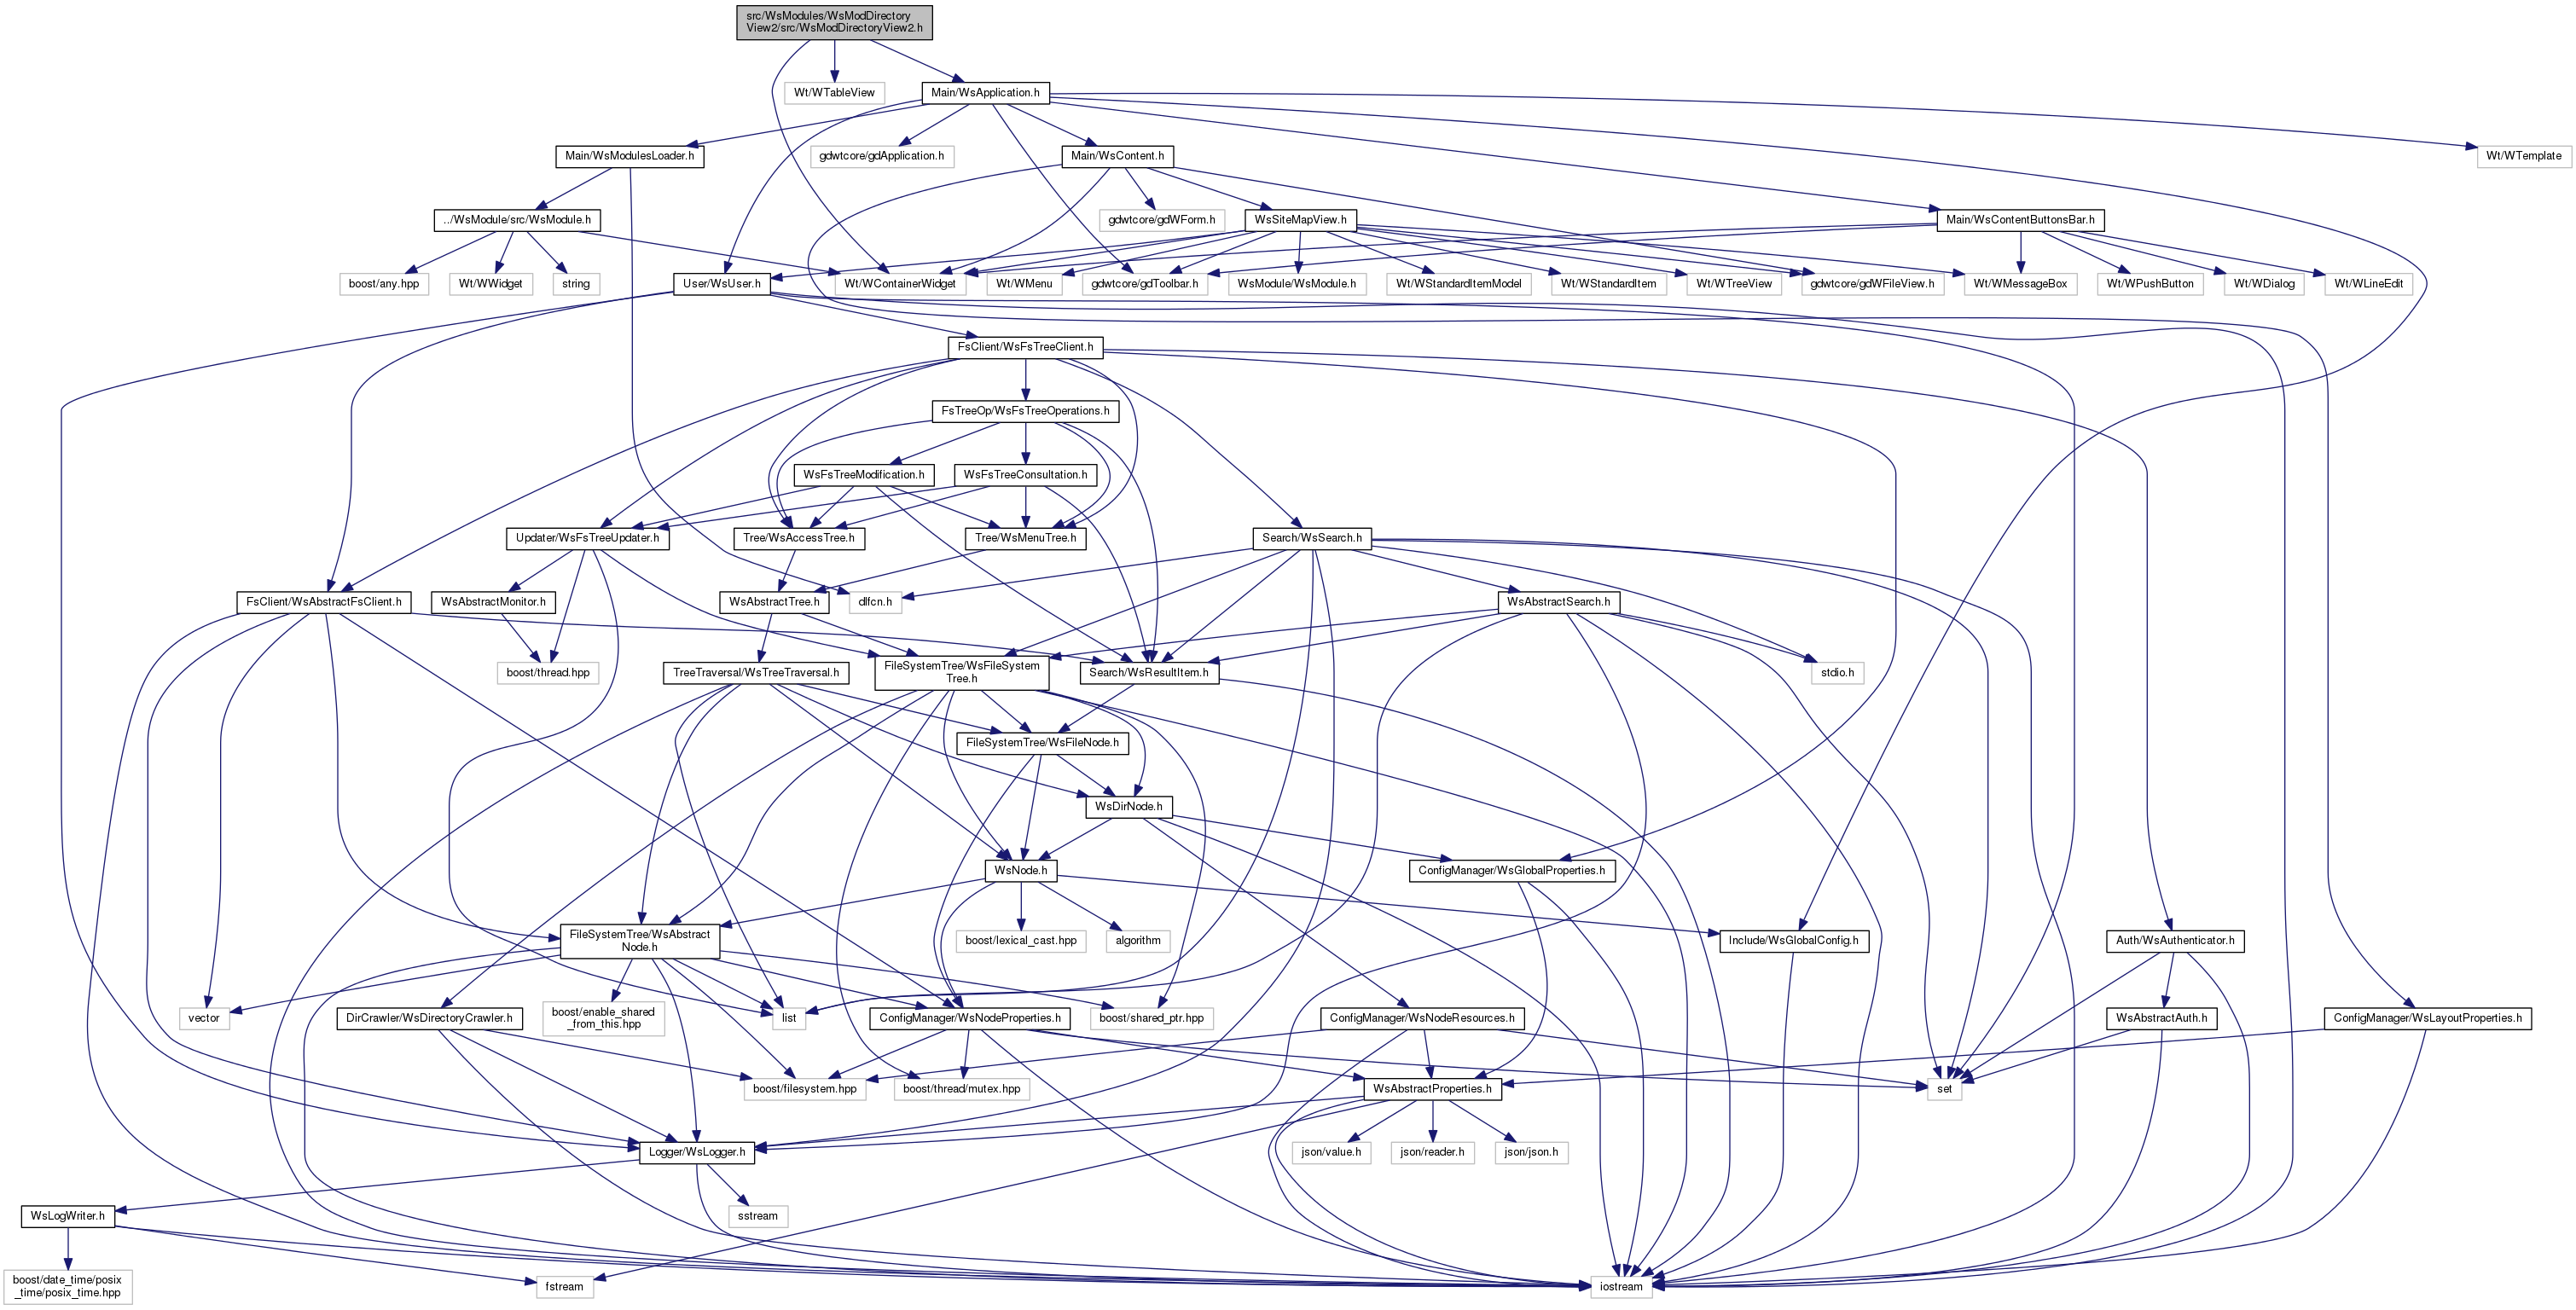 src/WsModules/WsModDirectory
View2/src/WsModDirectoryView2.h
Wt/WTableView
Main/WsApplication.h
Main/WsModulesLoader.h
gdwtcore/gdApplication.h
Main/WsContent.h
Wt/WTemplate
../WsModule/src/WsModule.h
gdwtcore/gdWForm.h
WsSiteMapView.h
Main/WsContentButtonsBar.h
boost/any.hpp
Wt/WWidget
string
User/WsUser.h
Wt/WContainerWidget
Wt/WMenu
gdwtcore/gdToolbar.h
WsModule/WsModule.h
Wt/WStandardItemModel
Wt/WStandardItem
Wt/WTreeView
gdwtcore/gdWFileView.h
Wt/WMessageBox
Wt/WPushButton
Wt/WDialog
Wt/WLineEdit
FsClient/WsFsTreeClient.h
FsTreeOp/WsFsTreeOperations.h
WsFsTreeModification.h
WsFsTreeConsultation.h
Updater/WsFsTreeUpdater.h
Tree/WsAccessTree.h
Tree/WsMenuTree.h
Search/WsSearch.h
FsClient/WsAbstractFsClient.h
WsAbstractMonitor.h
WsAbstractTree.h
dlfcn.h
WsAbstractSearch.h
boost/thread.hpp
TreeTraversal/WsTreeTraversal.h
FileSystemTree/WsFileSystem
Tree.h
Search/WsResultItem.h
stdio.h
FileSystemTree/WsFileNode.h
WsDirNode.h
WsNode.h
ConfigManager/WsGlobalProperties.h
FileSystemTree/WsAbstract
Node.h
boost/lexical_cast.hpp
algorithm
Include/WsGlobalConfig.h
Auth/WsAuthenticator.h
vector
DirCrawler/WsDirectoryCrawler.h
boost/enable_shared
_from_this.hpp
list
ConfigManager/WsNodeProperties.h
boost/shared_ptr.hpp
ConfigManager/WsNodeResources.h
WsAbstractAuth.h
ConfigManager/WsLayoutProperties.h
boost/filesystem.hpp
boost/thread/mutex.hpp
WsAbstractProperties.h
set
Logger/WsLogger.h
json/value.h
json/reader.h
json/json.h
WsLogWriter.h
sstream
boost/date_time/posix
_time/posix_time.hpp
fstream
iostream